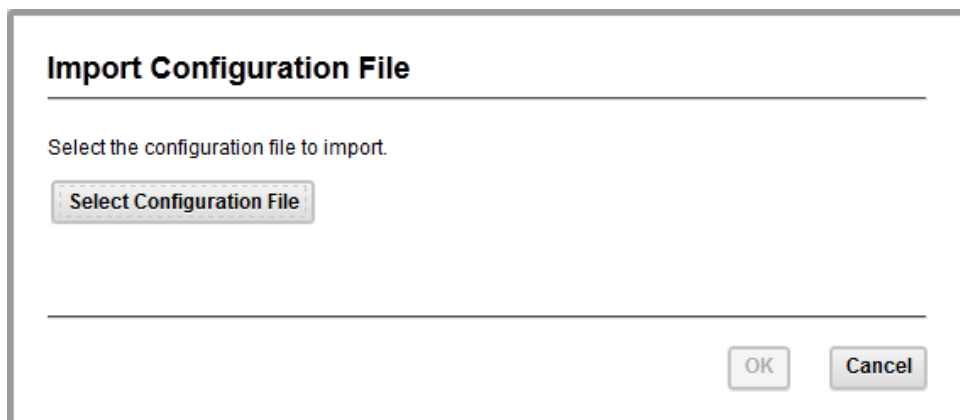 Import Configuration File
Select the configuration file to import.
Select Configuration File
OK Cancel